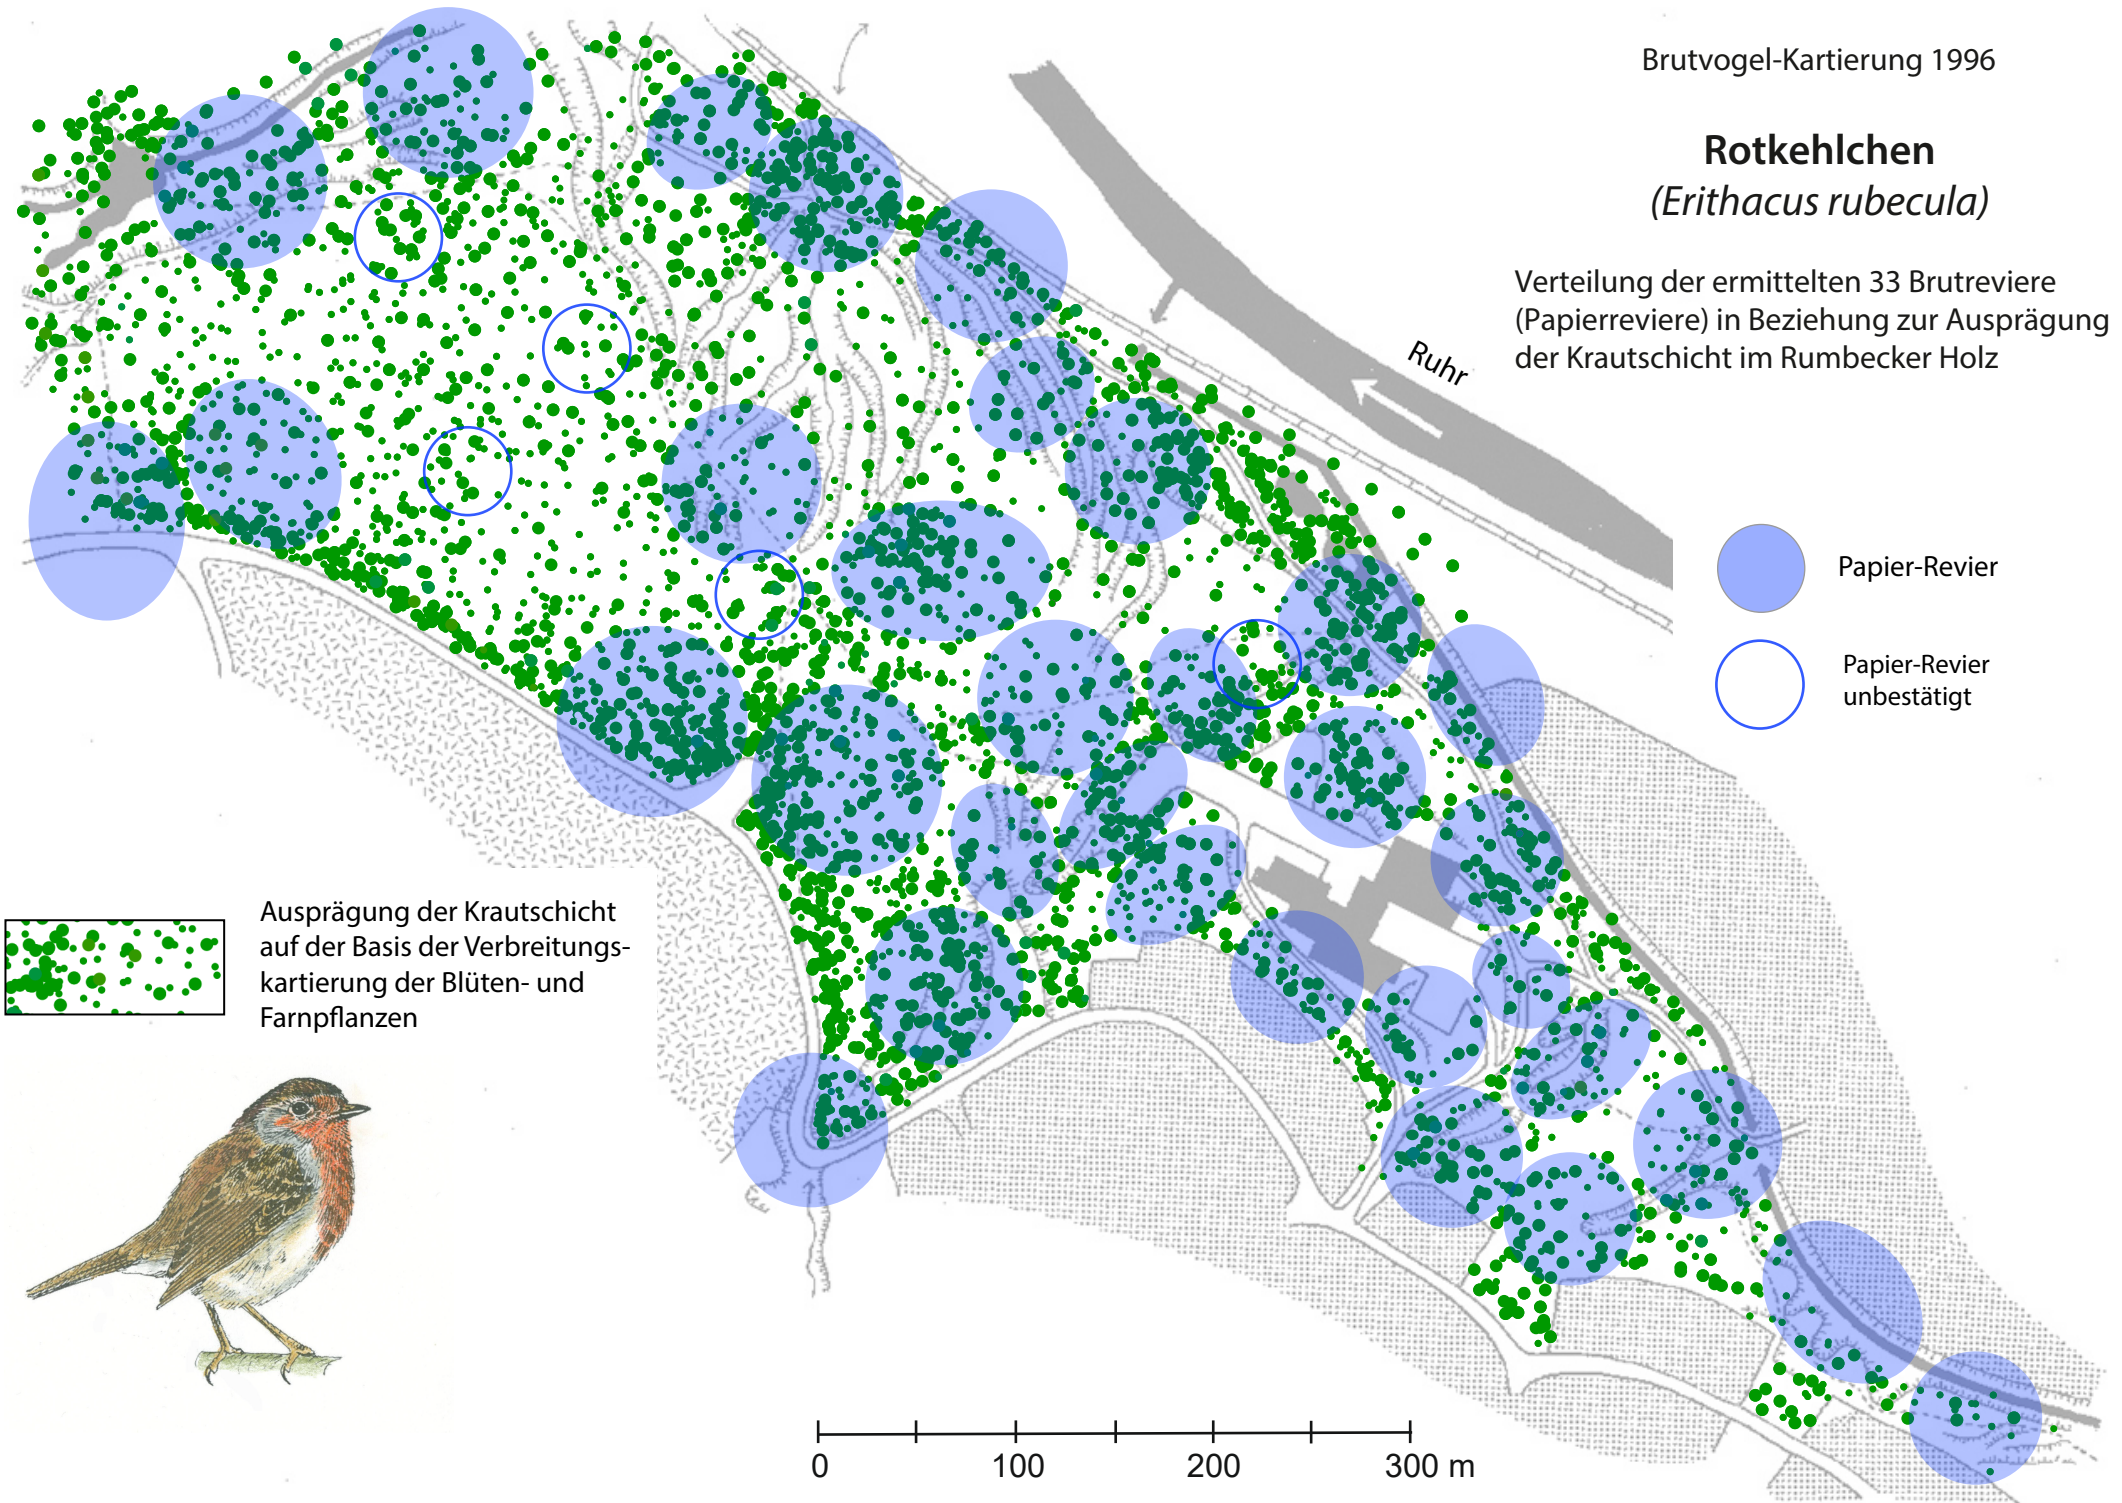 Brutvogel-Kartierung 1996
Rotkehlchen
(Erithacus rubecula)
Verteilung der ermittelten 33 Brutreviere
(Papierreviere) in Beziehung zur Ausprägung
der Krautschicht im Rumbecker Holz
Ruhr
Papier-Revier
Papier-Revier
unbestätigt
Ausprägung der Krautschicht
auf der Basis der Verbreitungs-
kartierung der Blüten- und
Farnpflanzen
0 100 200 300 m